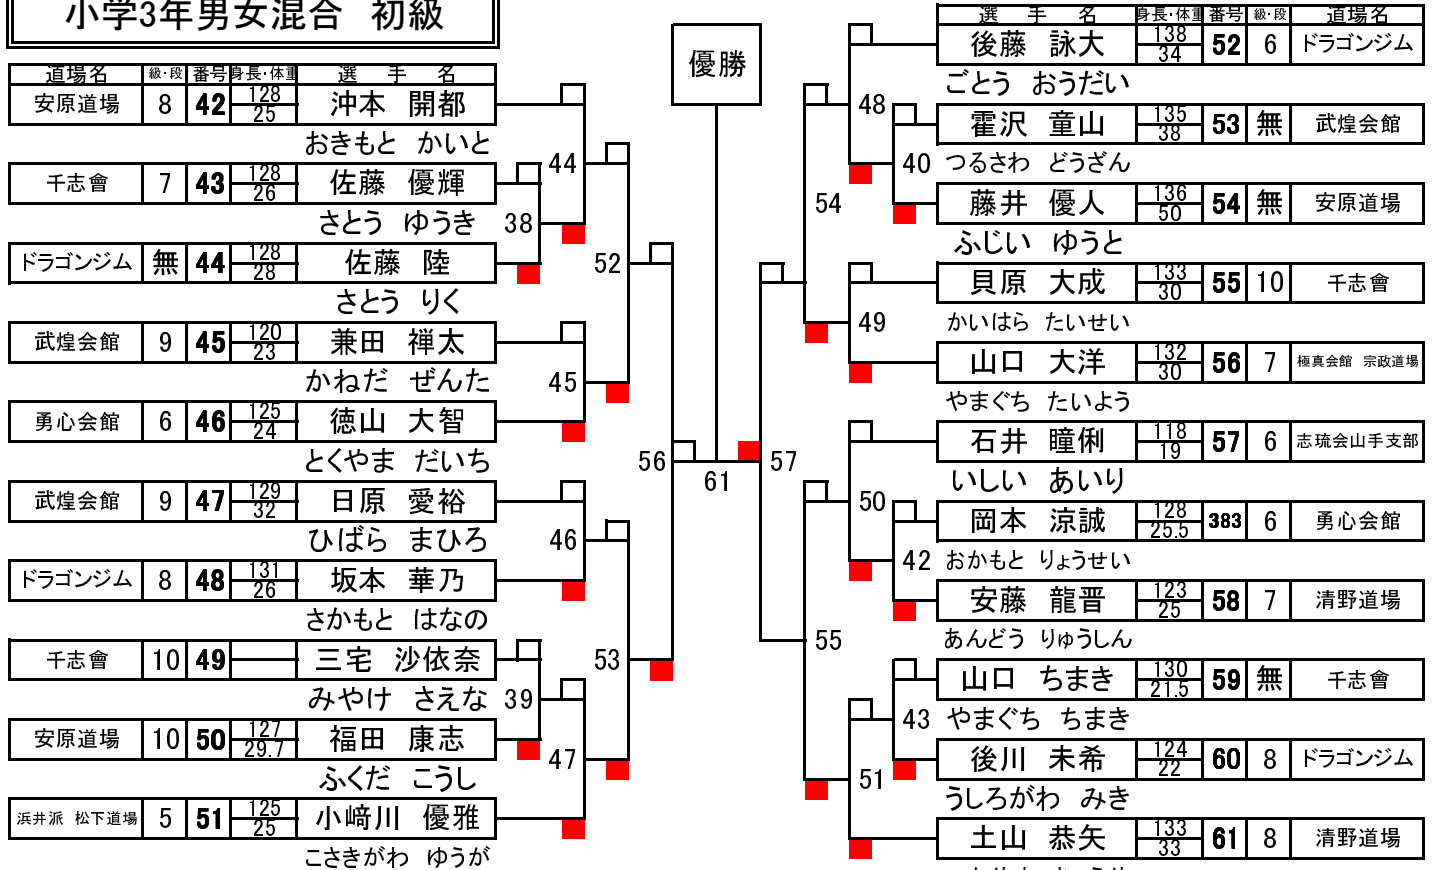 小学3年男女混合 初級
道場名 級・段 番号 身長・体重 選 手 名
安原道場 8 42 128 25 沖本 開都
おきもと かいと
千志會 7 43 128 26 佐藤 優輝
さとう ゆうき
ドラゴンジム 無 44 128 28 佐藤 陸
さとう りく
武煌会館 9 45 120 23 兼田 禅太
かねだ ぜんた
勇心会館 6 46 125 24 徳山 大智
とくやま だいち
武煌会館 9 47 129 32 日原 愛裕
ひばら まひろ
ドラゴンジム 8 48 131 26 坂本 華乃
さかもと はなの
千志會 10 49 三宅 沙依奈
みやけ さえな
安原道場 10 50 127 29.7 福田 康志
ふくだ こうし
浜井派 松下道場 5 51 125 25 小﨑川 優雅
こさきがわ ゆうが
44
38
52
45
56
46
53
39
47
優勝
61
48
40
54
49
57
50
42
55
43
51
選 手 名 身長・体重 番号 級・段 道場名
後藤 詠大 138 34 52 6 ドラゴンジム
ごとう おうだい
霍沢 童山 135 38 53 無 武煌会館
つるさわ どうざん
藤井 優人 136 50 54 無 安原道場
ふじい ゆうと
貝原 大成 133 30 55 10 千志會
かいはら たいせい
山口 大洋 132 30 56 7 極真会館 宗政道場
やまぐち たいよう
石井 瞳俐 118 19 57 6 志琉会山手支部
いしい あいり
岡本 涼誠 128 25.5 383 6 勇心会館
おかもと りょうせい
安藤 龍晋 123 25 58 7 清野道場
あんどう りゅうしん
山口 ちまき 130 21.5 59 無 千志會
やまぐち ちまき
後川 未希 124 22 60 8 ドラゴンジム
うしろがわ みき
土山 恭矢 133 33 61 8 清野道場